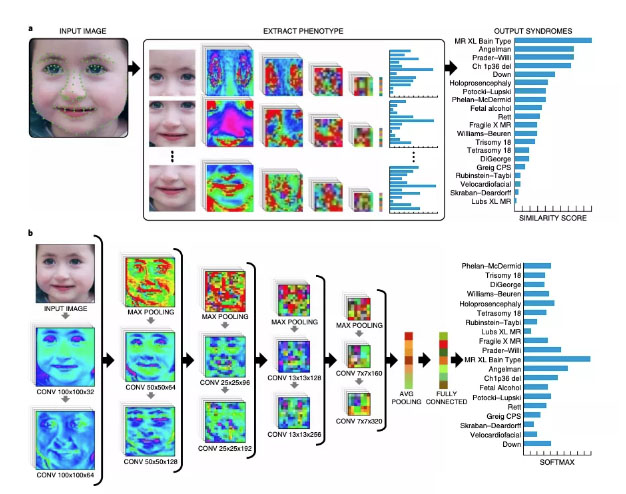 a
INPUT IMAGE
EXTRACT PHENOTYPE
OUTPUT SYNDROMES
MR XL Bain Type
Angelman
Prader–Willi
Ch 1p36 del
Down
Holoprosencephaly
Potocki–Lupski
Phelan–McDermid
Fetal alcohol
Rett
Fragile X MR
Williams–Beuren
Trisomy 18
Tetrasomy 18
DiGeorge
Greig CPS
Rubinstein–Taybi
Velocardiofacial
Skraban–Deardorff
Lubs XL MR
SIMILARITY SCORE
b
INPUT IMAGE
CONV 100x100x32
CONV 100x100x64
MAX POOLING
CONV 50x50x64
CONV 50x50x128
MAX POOLING
CONV 25x25x96
CONV 25x25x192
MAX POOLING
CONV 13x13x128
CONV 13x13x256
MAX POOLING
CONV 7x7x160
CONV 7x7x320
AVG
POOLING
FULLY
CONNECTED
Phelan–McDermid
Trisomy 18
DiGeorge
Williams–Beuren
Holoprosencephaly
Tetrasomy 18
Rubinstein–Taybi
Lubs XL MR
Fragile X MR
Prader–Willi
MR XL Bain Type
Angelman
Ch1p36 del
Fetal Alcohol
Potocki–Lupski
Rett
Greig CPS
Skraban–Deardorff
Velocardiofacial
Down
SOFTMAX